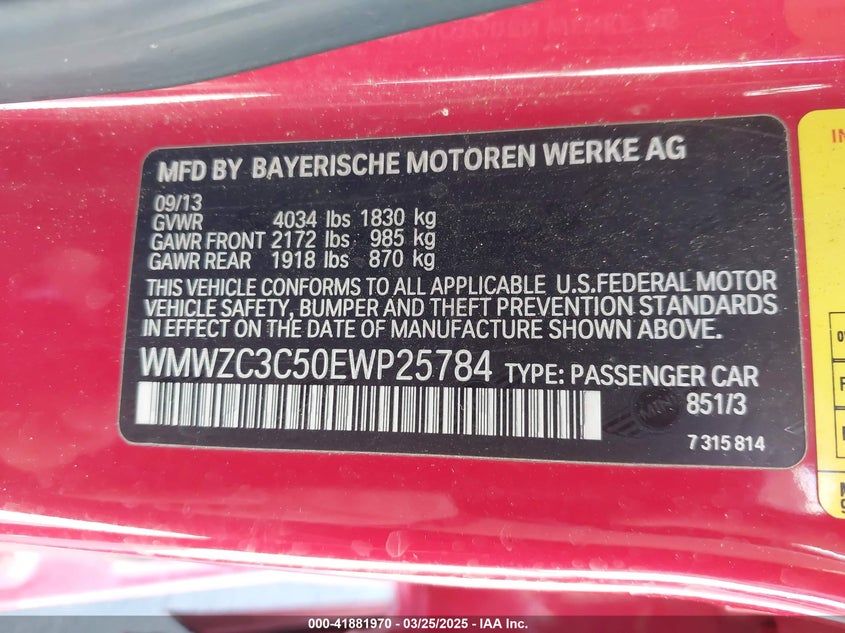 MFD BY BAYERISCHE MOTOREN WERKE AG
09/13
GVWR 4034 lbs 1830 kg
GAWR FRONT 2172 lbs 985 kg
GAWR REAR 1918 lbs 870 kg
THIS VEHICLE CONFORMS TO ALL APPLICABLE U.S.FEDERAL MOTOR
VEHICLE SAFETY, BUMPER AND THEFT PREVENTION STANDARDS
IN EFFECT ON THE DATE OF MANUFACTURE SHOWN ABOVE.
WMWZC3C50EWP25784 TYPE: PASSENGER CAR
MINI 851/3
7 315 814
000-41881970 / 03/25/2025 / IAA Inc.